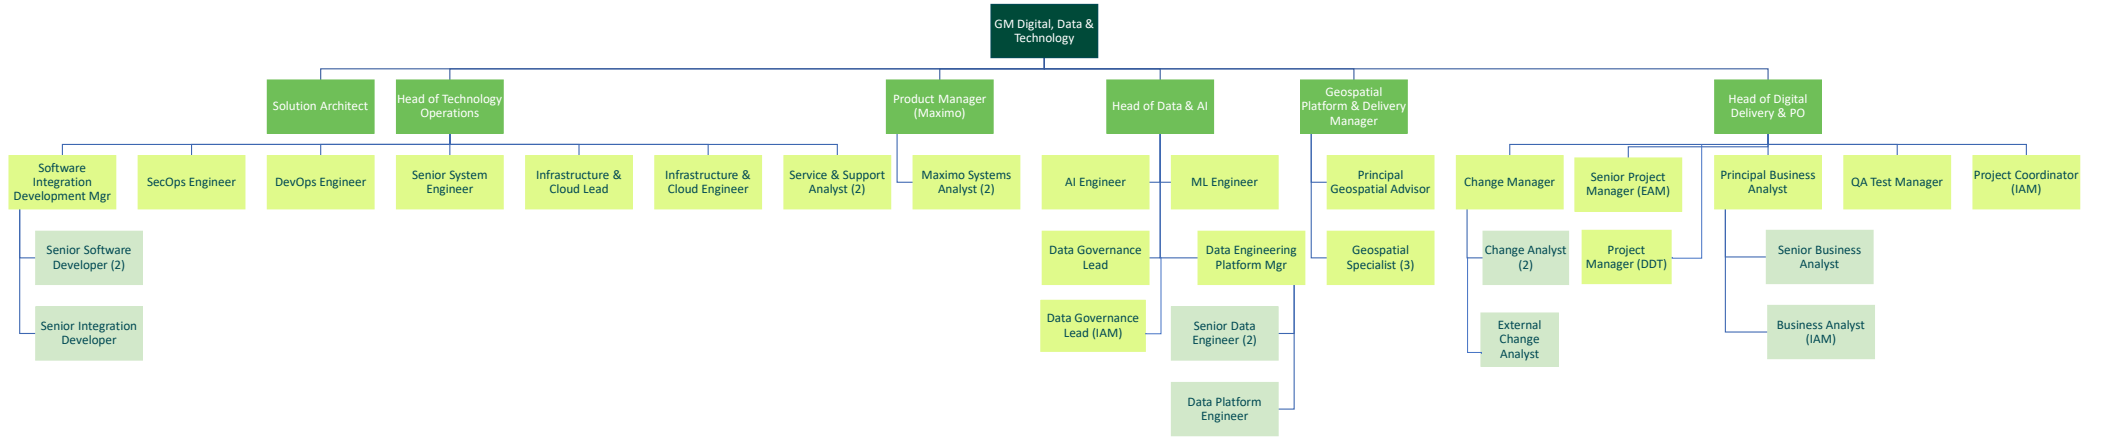 GM Digital, Data &
Technology
Solution Architect
Head of Technology
Operations
Product Manager
(Maximo)
Head of Data & AI
Geospatial
Platform & Delivery
Manager
Head of Digital
Delivery & PO
Software
Integration
Development Mgr
SecOps Engineer
DevOps Engineer
Senior System
Engineer
Infrastructure &
Cloud Lead
Infrastructure &
Cloud Engineer
Service & Support
Analyst (2)
Maximo Systems
Analyst (2)
AI Engineer
ML Engineer
Principal
Geospatial Advisor
Change Manager
Senior Project
Manager (EAM)
Principal Business
Analyst
QA Test Manager
Project Coordinator
(IAM)
Senior Software
Developer (2)
Data Governance
Lead
Data Engineering
Platform Mgr
Geospatial
Specialist (3)
Change Analyst
(2)
Project
Manager (DDT)
Senior Business
Analyst
Senior Integration
Developer
Data Governance
Lead (IAM)
Senior Data
Engineer (2)
External
Change
Analyst
Business Analyst
(IAM)
Data Platform
Engineer